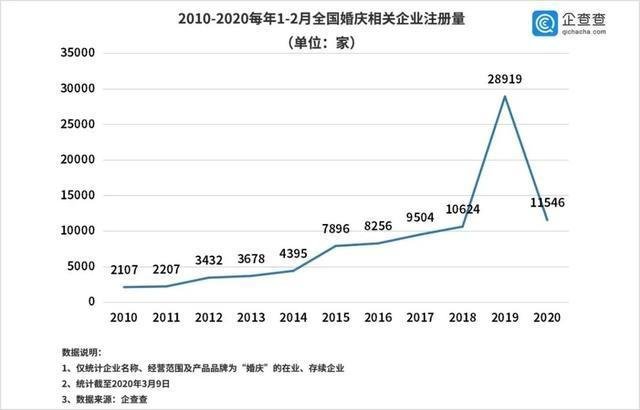 2010-2020每年1-2月全国婚庆相关企业注册量
（单位：家）
企查查
qichacha.com
35000
30000
25000
20000
15000
10000
5000
0
2107
2207
3432
3678
4395
7896
8256
9504
10624
28919
11546
2010 2011 2012 2013 2014 2015 2016 2017 2018 2019 2020
数据说明：
1、仅统计企业名称、经营范围及产品品牌为“婚庆”的在业、存续企业
2、统计截至2020年3月9日
3、数据来源：企查查